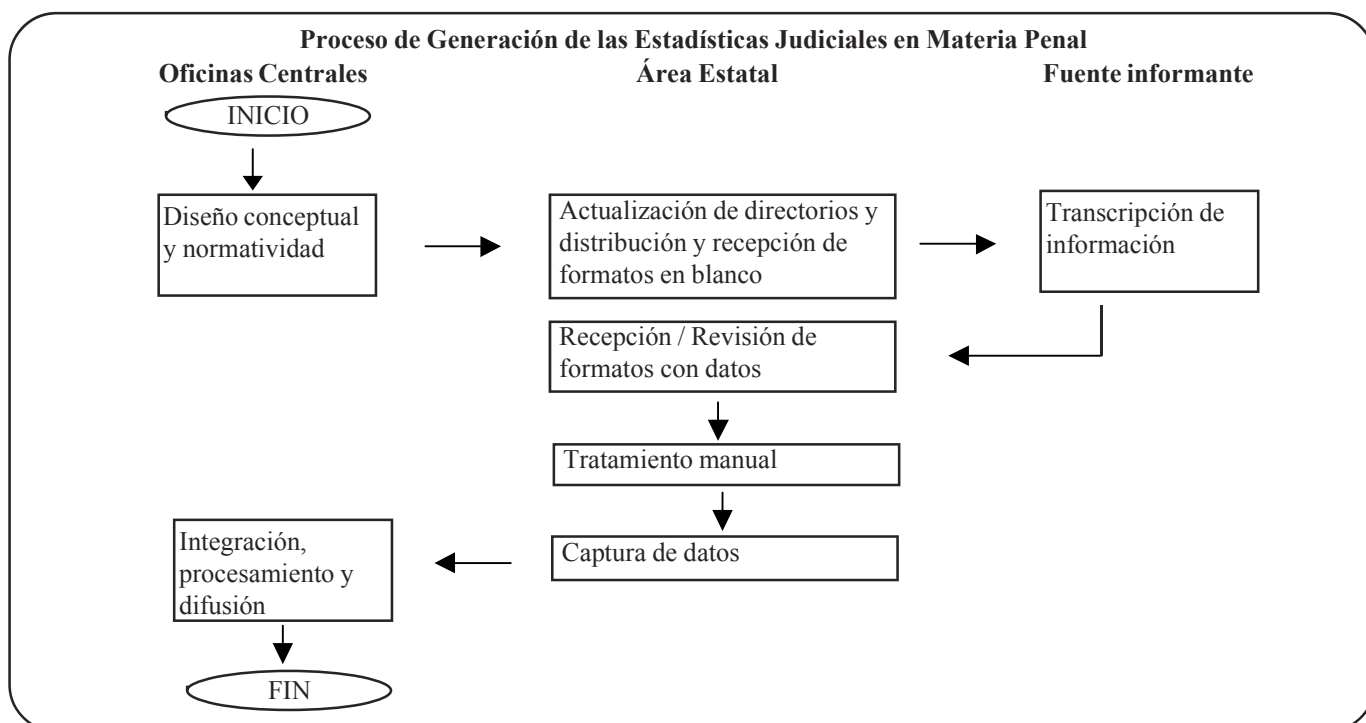 Proceso de Generación de las Estadísticas Judiciales en Materia Penal
Oficinas Centrales
Área Estatal
Fuente informante
INICIO
Diseño conceptual
y normatividad
Actualización de directorios y
distribución y recepción de
formatos en blanco
Transcripción de
información
Recepción / Revisión de
formatos con datos
Tratamiento manual
Captura de datos
Integración,
procesamiento y
difusión
FIN